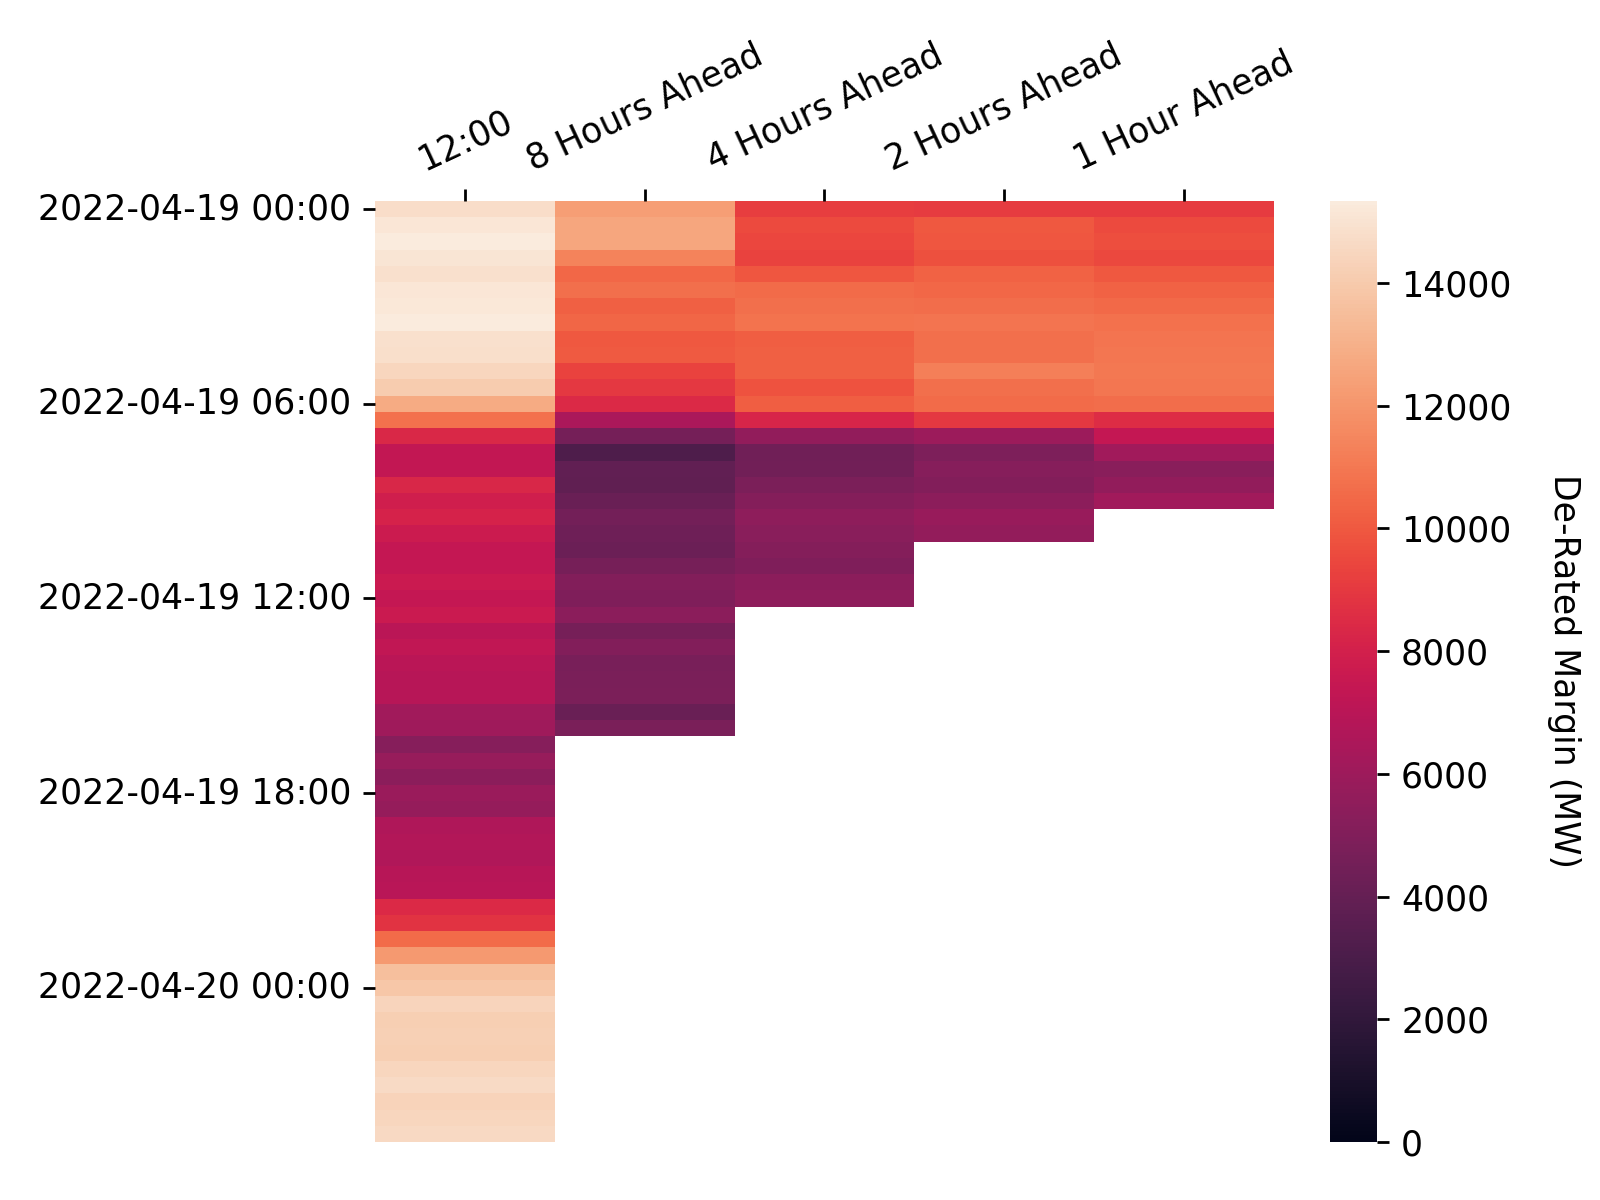 12:00
8 Hours Ahead
4 Hours Ahead
2 Hours Ahead
1 Hour Ahead
2022-04-19 00:00
2022-04-19 06:00
2022-04-19 12:00
2022-04-19 18:00
2022-04-20 00:00
14000
12000
10000
8000
6000
4000
2000
0
De-Rated Margin (MW)